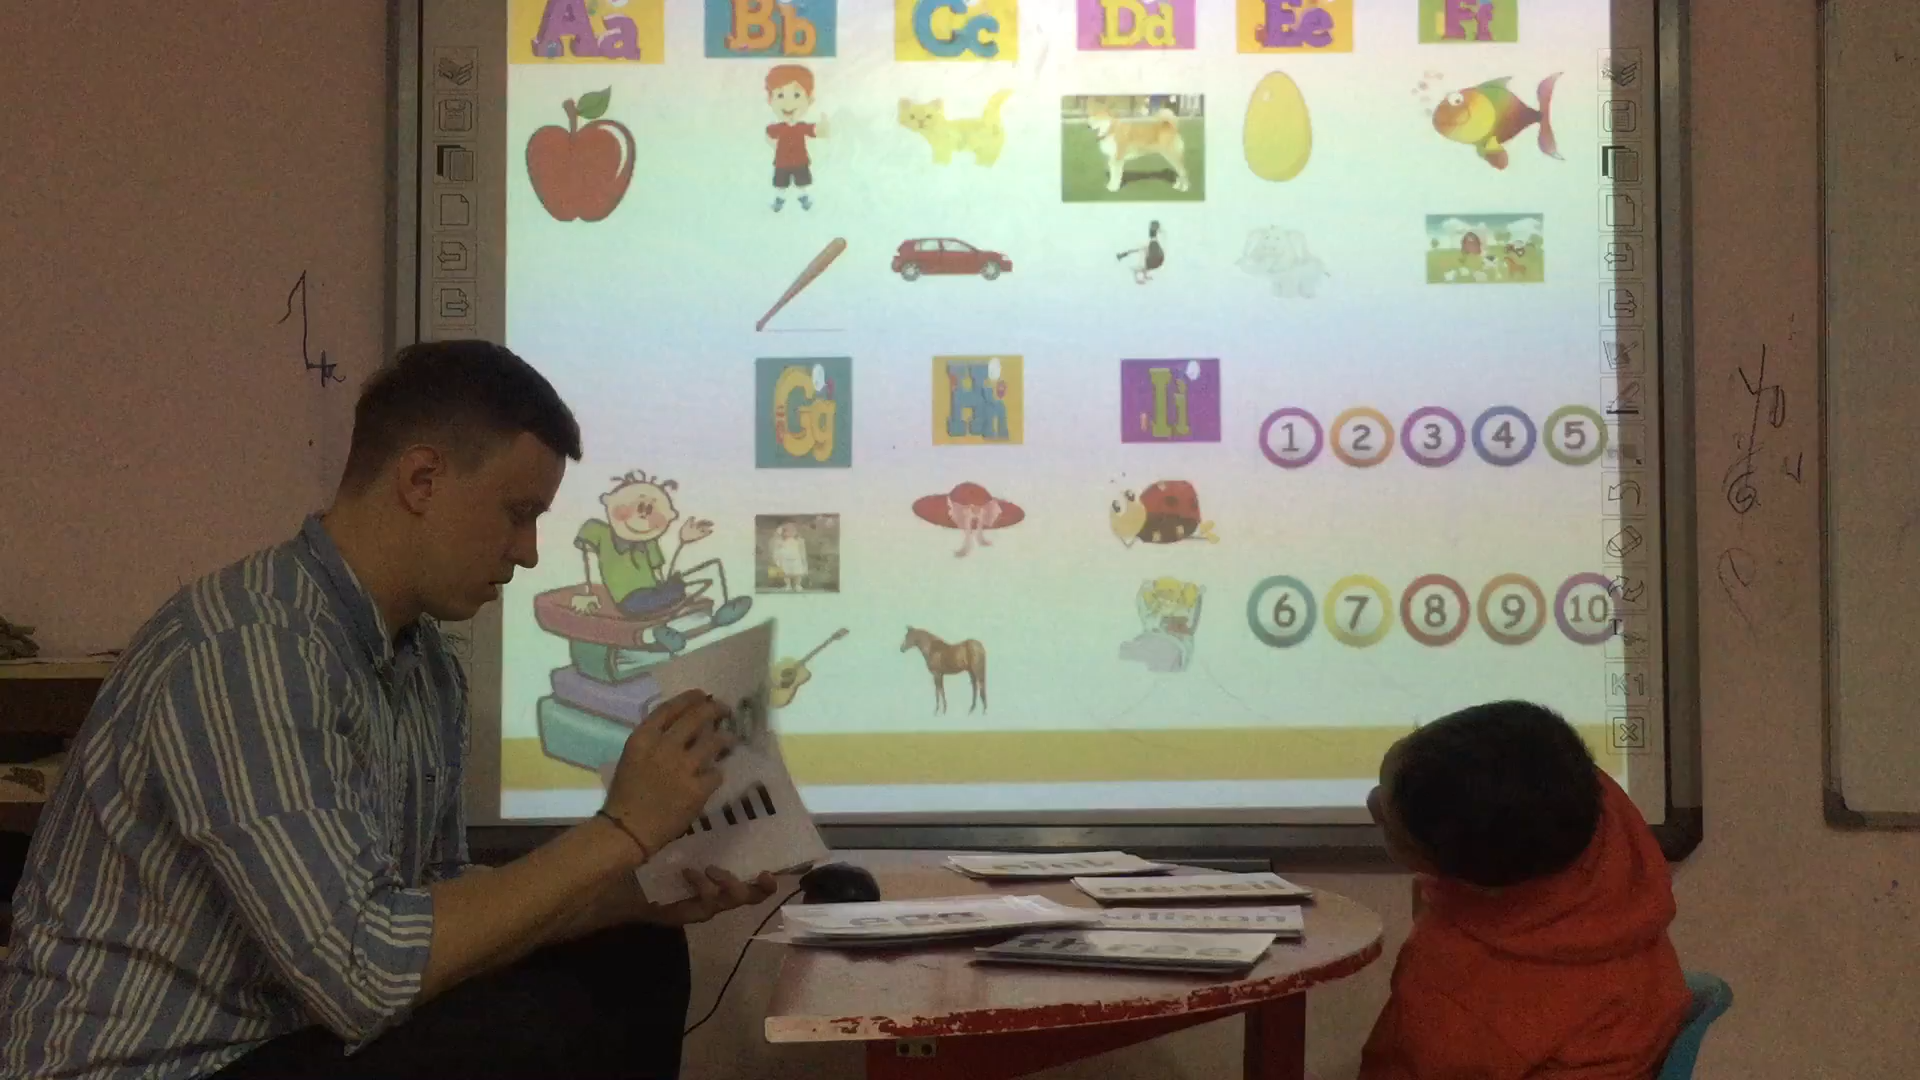 Aa Bb Cc Dd Ee Ff
Gg Hh Ii
1 2 3 4 5
6 7 8 9 10
pencil
egg
three